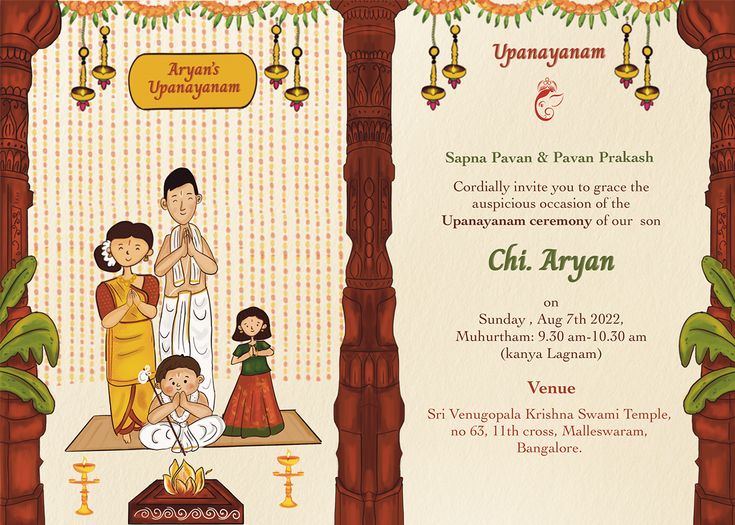 Aryan's
Upanayanam
Upanayanam
Sapna Pavan & Pavan Prakash
Cordially invite you to grace the
auspicious occasion of the
Upanayanam ceremony of our son
Chi. Aryan
on
Sunday , Aug 7th 2022,
Muhurtham: 9.30 am-10.30 am
(kanya Lagnam)
Venue
Sri Venugopala Krishna Swami Temple,
no 63, 11th cross, Malleswaram,
Bangalore.